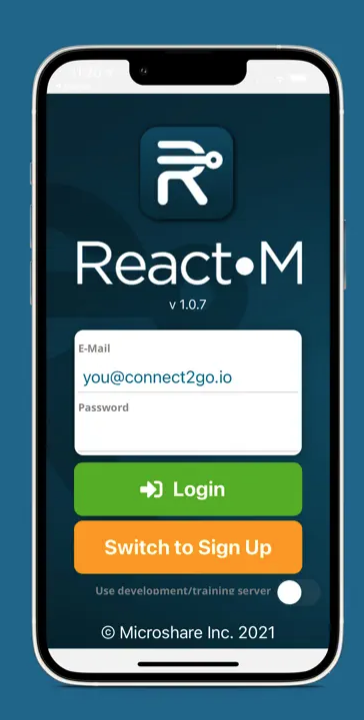 React•M
v 1.0.7
E-Mail
you@connect2go.io
Password
Login
Switch to Sign Up
Use development/training server
© Microshare Inc. 2021